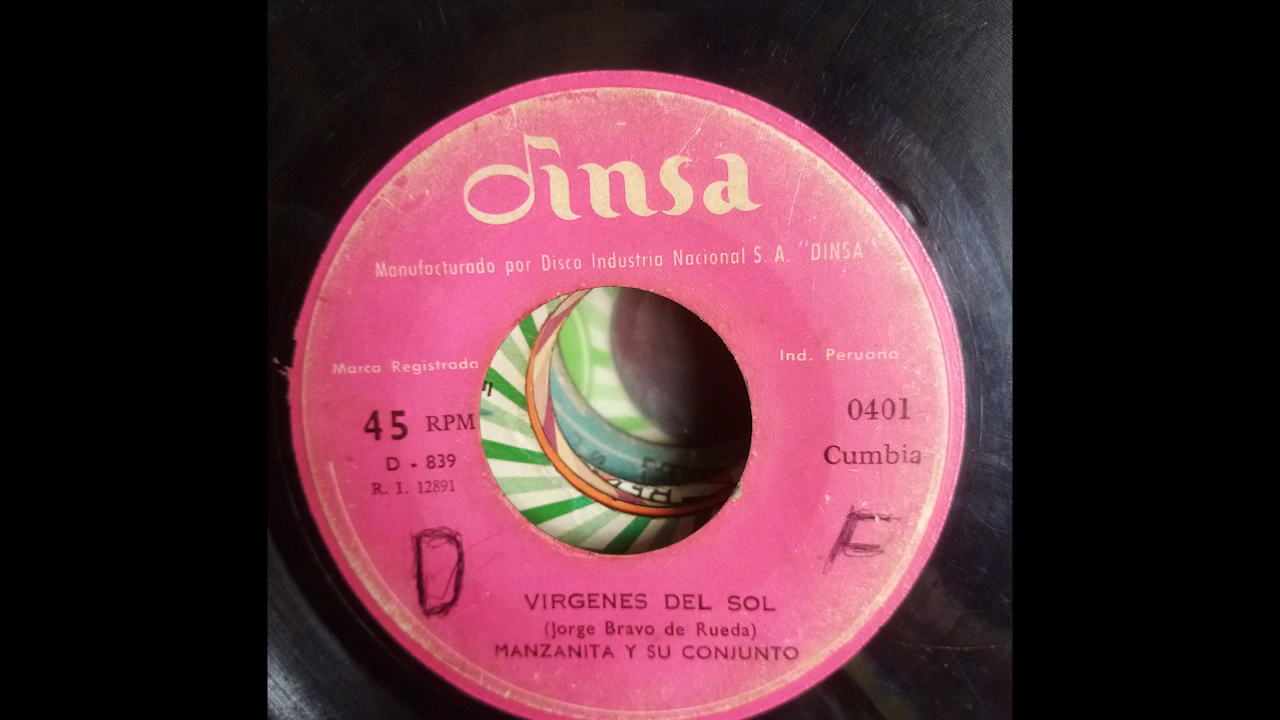 dinsa
Manufacturado por Disco Industria Nacional S. A. "DINSA"
Marca Registrada
Ind. Peruana
45 RPM
0401
D - 839
Cumbia
R. I. 12891
D
F
VIRGENES DEL SOL
(Jorge Bravo de Rueda)
MANZANITA Y SU CONJUNTO